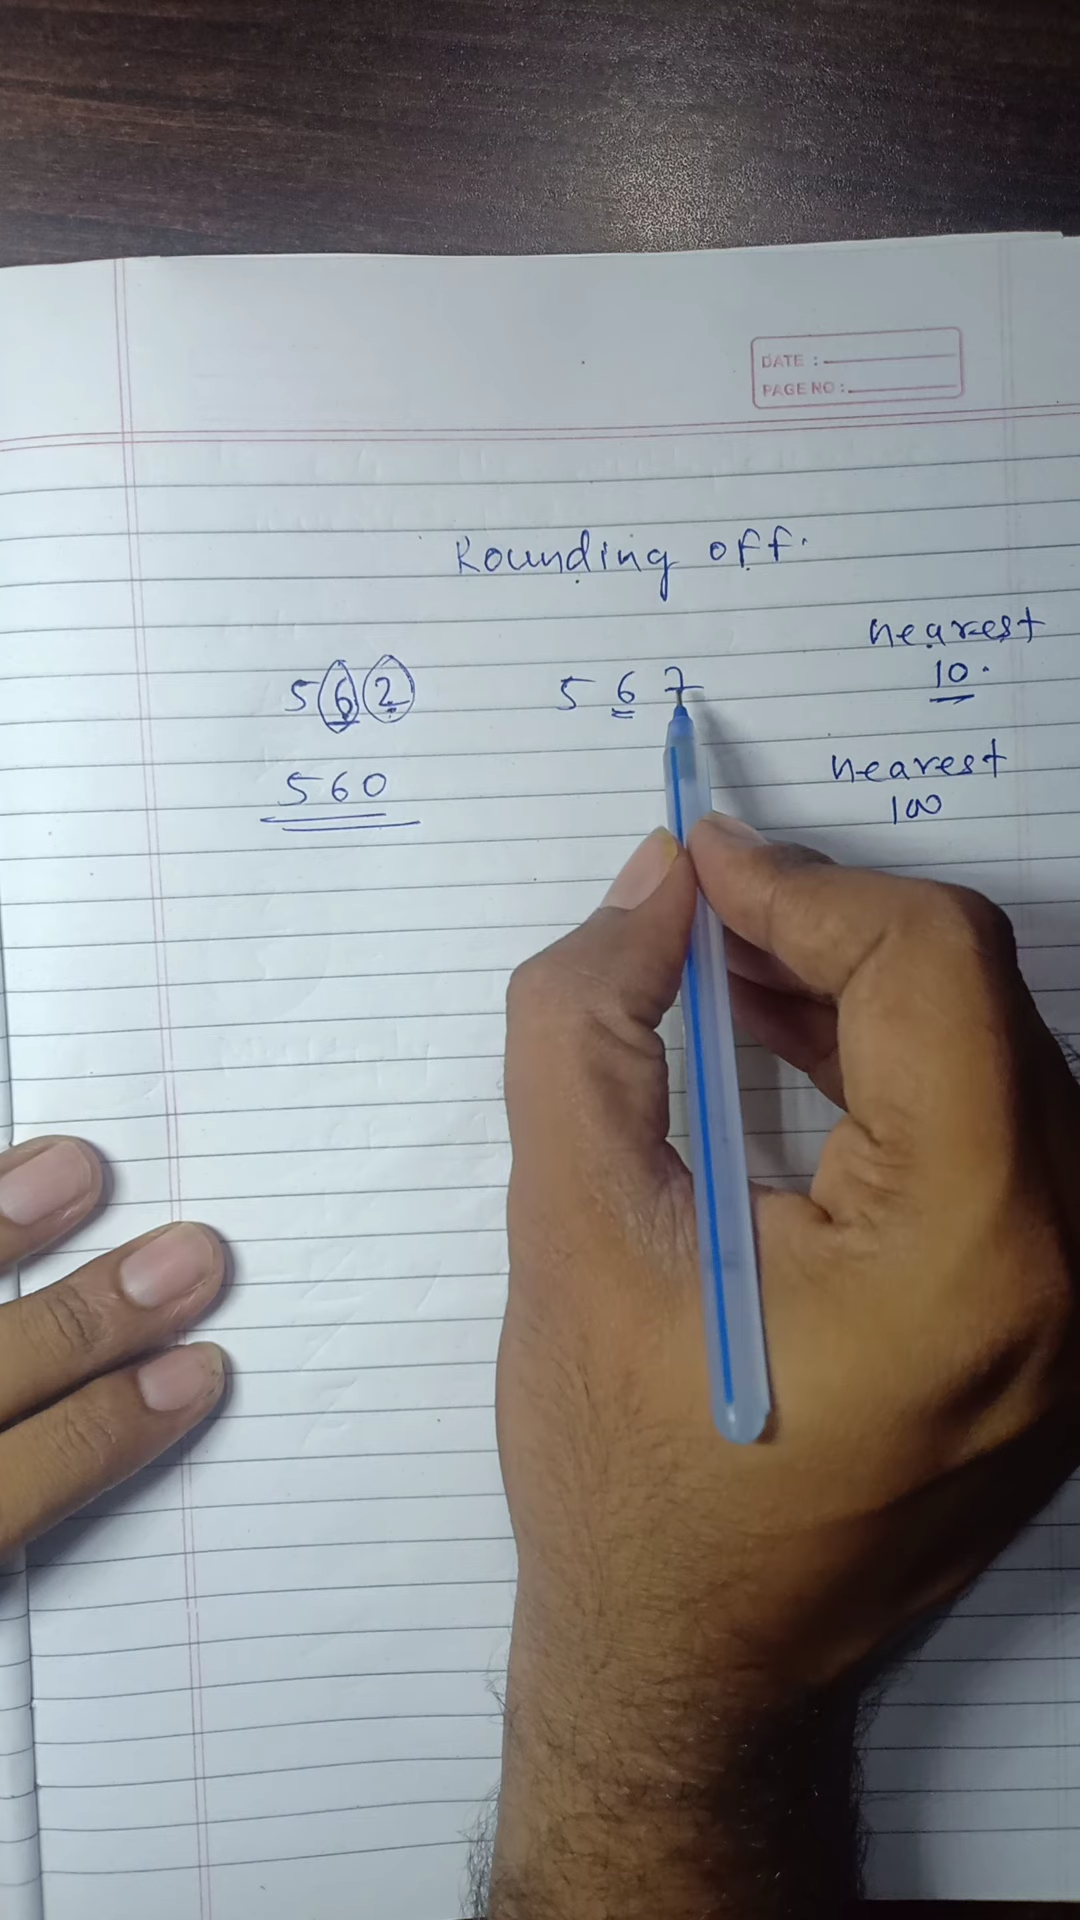 DATE :
PAGE NO :
Rounding off.
nearest
562 567 10.
nearest
560 100